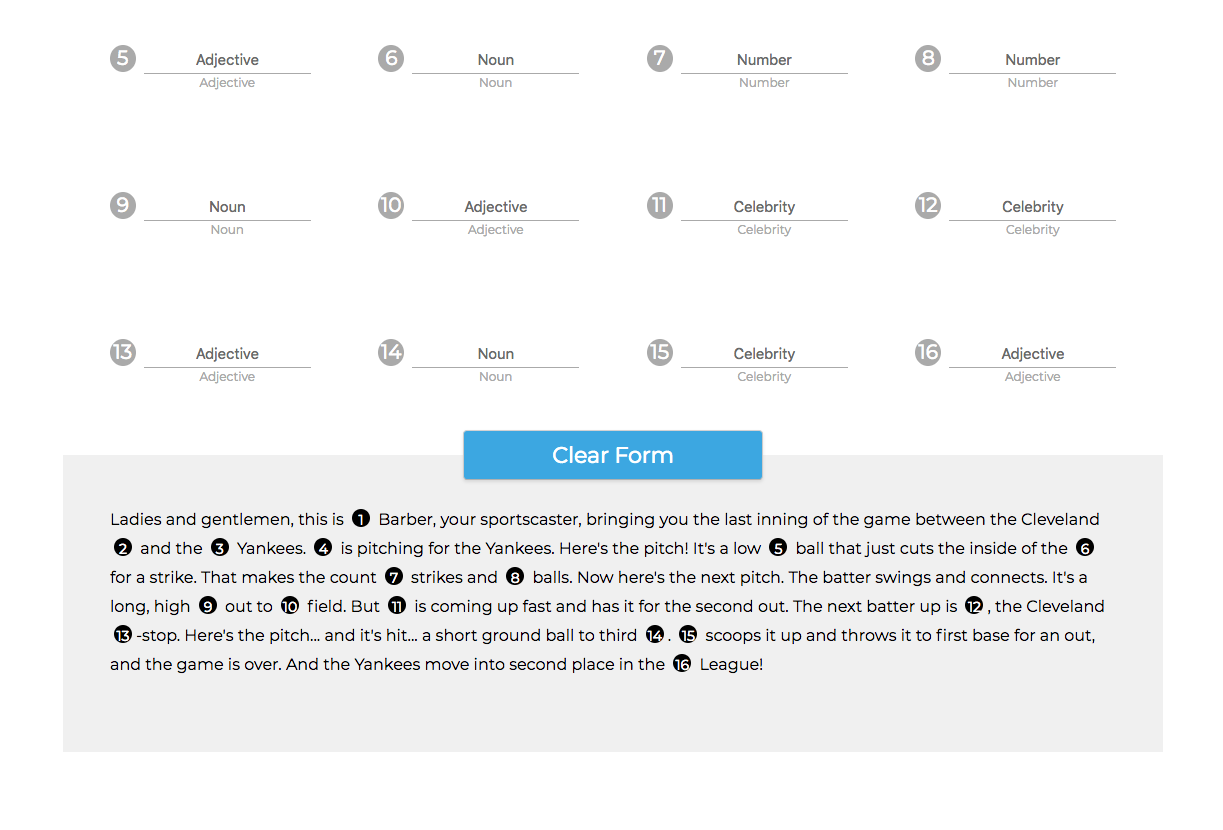 5 Adjective 6 Noun 7 Number 8 Number
Adjective Noun Number Number
9 Noun 10 Adjective 11 Celebrity 12 Celebrity
Noun Adjective Celebrity Celebrity
13 Adjective 14 Noun 15 Celebrity 16 Adjective
Adjective Noun Celebrity Adjective
Clear Form
Ladies and gentlemen, this is 1 Barber, your sportscaster, bringing you the last inning of the game between the Cleveland
2 and the 3 Yankees. 4 is pitching for the Yankees. Here's the pitch! It's a low 5 ball that just cuts the inside of the 6
for a strike. That makes the count 7 strikes and 8 balls. Now here's the next pitch. The batter swings and connects. It's a
long, high 9 out to 10 field. But 11 is coming up fast and has it for the second out. The next batter up is 12 , the Cleveland
13 -stop. Here's the pitch... and it's hit... a short ground ball to third 14 . 15 scoops it up and throws it to first base for an out,
and the game is over. And the Yankees move into second place in the 16 League!